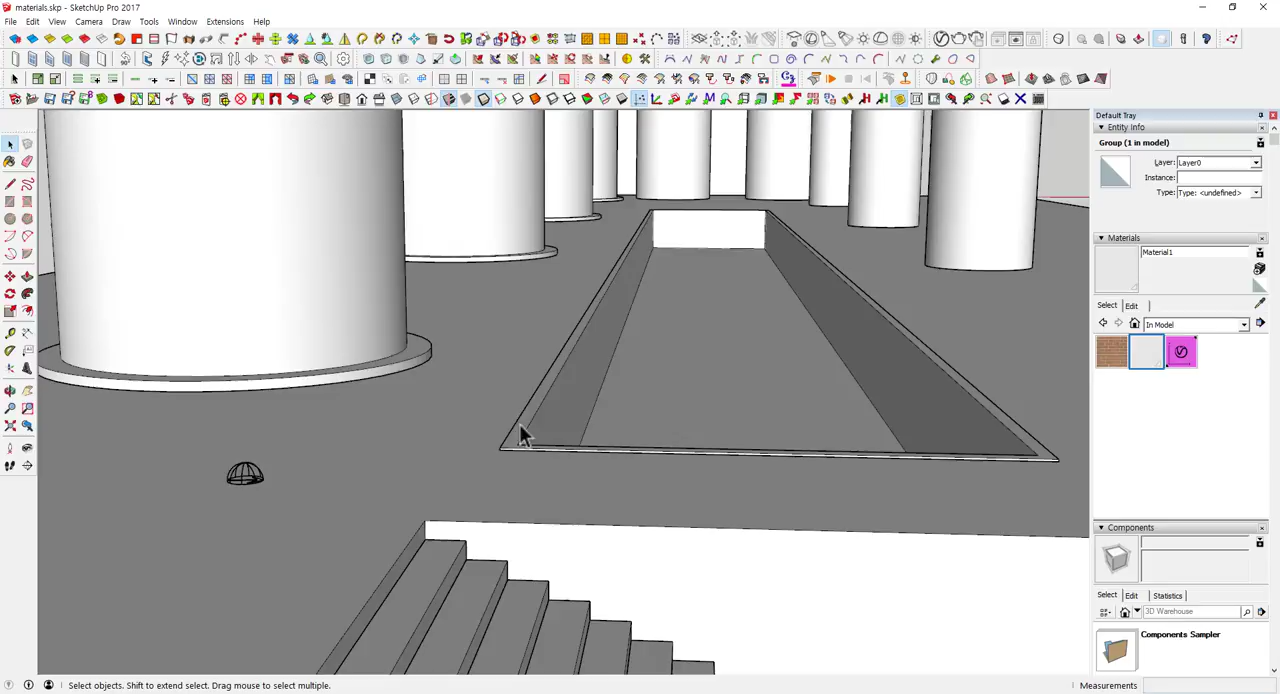 materials.skp - SketchUp Pro 2017
File Edit View Camera Draw Tools Window Extensions Help
Default Tray
Entity Info
Group (1 in model)
Layer: Layer0
Instance:
Type: Type: <undefined>
Materials
Material1
Select Edit
In Model
Components
Select Edit Statistics
3D Warehouse
Components Sampler
Select objects. Shift to extend select. Drag mouse to select multiple.
Measurements